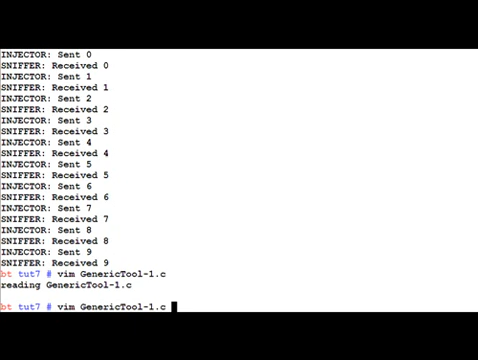 INJECTOR: Sent 0
SNIFFER: Received 0
INJECTOR: Sent 1
SNIFFER: Received 1
INJECTOR: Sent 2
SNIFFER: Received 2
INJECTOR: Sent 3
SNIFFER: Received 3
INJECTOR: Sent 4
SNIFFER: Received 4
INJECTOR: Sent 5
SNIFFER: Received 5
INJECTOR: Sent 6
SNIFFER: Received 6
INJECTOR: Sent 7
SNIFFER: Received 7
INJECTOR: Sent 8
SNIFFER: Received 8
INJECTOR: Sent 9
SNIFFER: Received 9
bt tut7 # vim GenericTool-1.c
reading GenericTool-1.c
bt tut7 # vim GenericTool-1.c